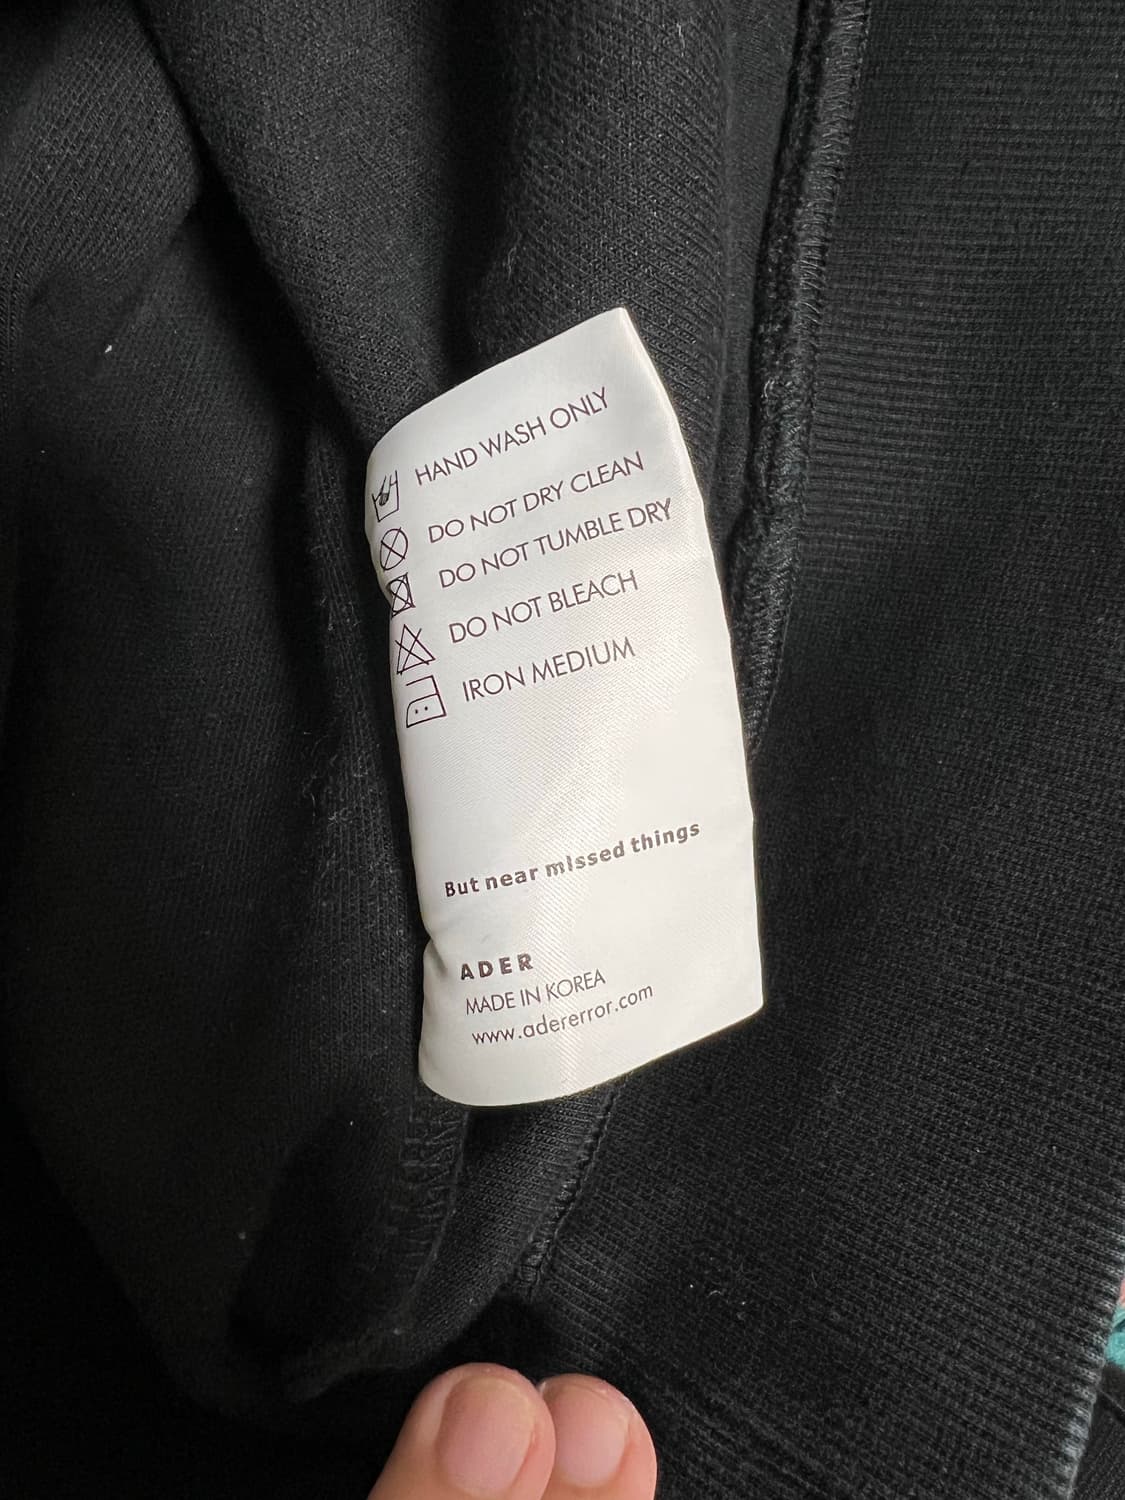 HAND WASH ONLY
DO NOT DRY CLEAN
DO NOT TUMBLE DRY
DO NOT BLEACH
IRON MEDIUM
But near missed things
ADER
MADE IN KOREA
www.adererror.com